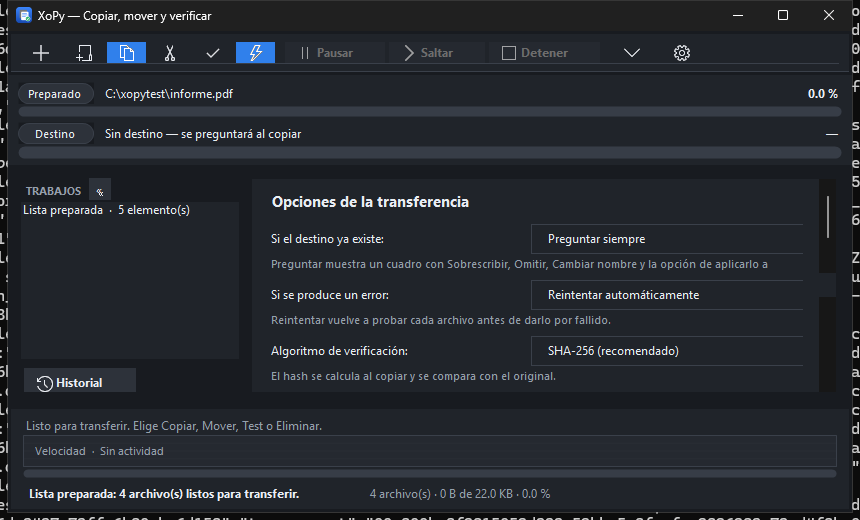 XoPy — Copiar, mover y verificar
Pausar
Saltar
Detener
Preparado
C:\xopytest\informe.pdf
0.0 %
Destino
Sin destino — se preguntará al copiar
—
TRABAJOS
Lista preparada · 5 elemento(s)
Historial
Opciones de la transferencia
Si el destino ya existe:
Preguntar siempre
Preguntar muestra un cuadro con Sobrescribir, Omitir, Cambiar nombre y la opción de aplicarlo a
Si se produce un error:
Reintentar automáticamente
Reintentar vuelve a probar cada archivo antes de darlo por fallido.
Algoritmo de verificación:
SHA-256 (recomendado)
El hash se calcula al copiar y se compara con el original.
Listo para transferir. Elige Copiar, Mover, Test o Eliminar.
Velocidad · Sin actividad
Lista preparada: 4 archivo(s) listos para transferir.
4 archivo(s) · 0 B de 22.0 KB · 0.0 %